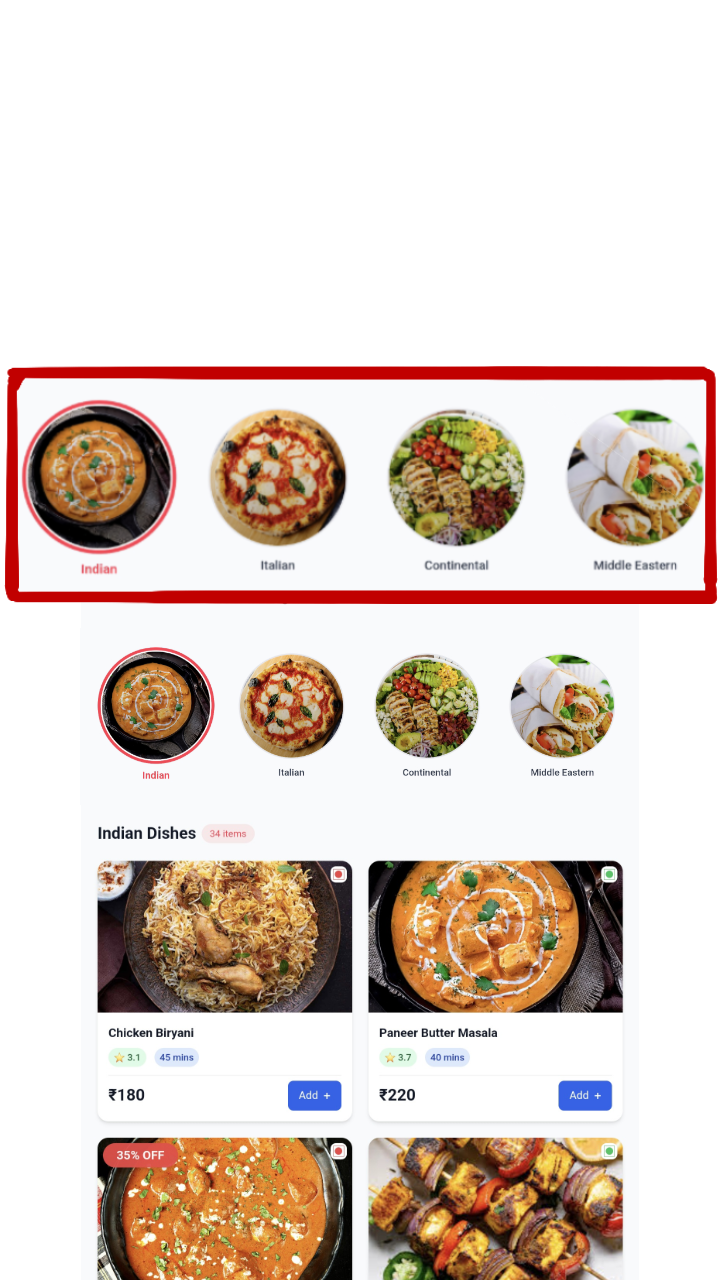 Indian Italian Continental Middle Eastern
Indian Italian Continental Middle Eastern
Indian Dishes 34 items
Chicken Biryani
3.1 45 mins
₹180 Add +
Paneer Butter Masala
3.7 40 mins
₹220 Add +
35% OFF